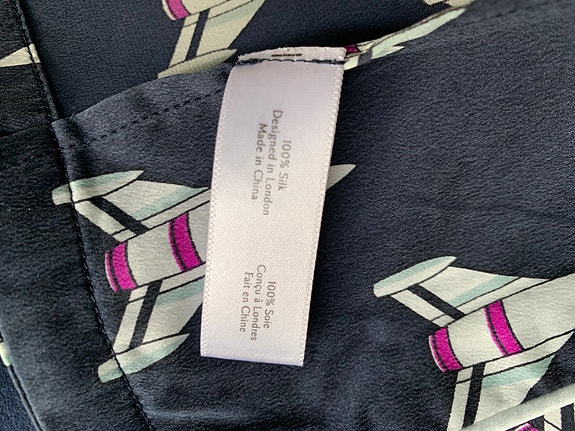 100% Silk
Designed in London
Made in China
100% Soie
Conçu à Londres
Fait en Chine